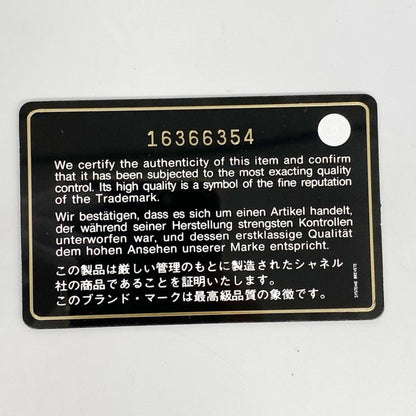 16366354
We certify the authenticity of this item and confirm
that it has been subjected to the most exacting quality
control. Its high quality is a symbol of the fine reputation
of the Trademark.
Wir bestätigen, dass es sich um einen Artikel handelt,
der während seiner Herstellung strengsten Kontrollen
unterworfen war, und dessen erstklassige Qualität
dem hohen Ansehen unserer Marke entspricht.
この製品は厳しい管理のもとに製造されたシャネル
社の商品であることを証明いたします。
このブランド・マークは最高級品質の象徴です。
SYSTEME BREVETE